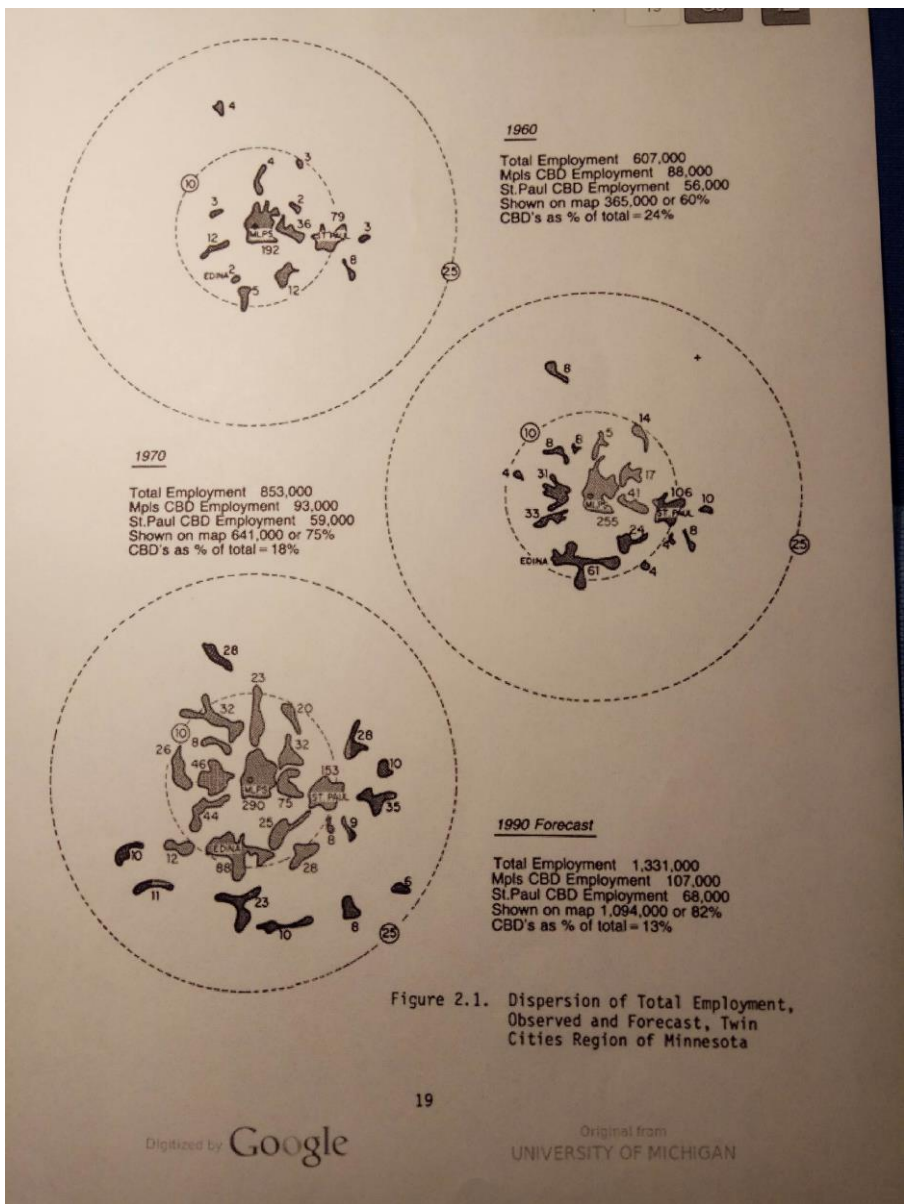 4
3
10
4
3
2
79
36
MLPS
ST PAUL
3
192
12
8
EDINA
2
5
12
25
1960
Total Employment 607,000
Mpls CBD Employment 88,000
St.Paul CBD Employment 56,000
Shown on map 365,000 or 60%
CBD's as % of total = 24%
8
14
10
5
8
8
4
31
17
41
106
10
MLPS
ST. PAUL
33
255
24
8
4
EDINA
61
4
25
1970
Total Employment 853,000
Mpls CBD Employment 93,000
St.Paul CBD Employment 59,000
Shown on map 641,000 or 75%
CBD's as % of total = 18%
28
23
32
20
10
8
32
28
26
46
153
10
MLPS
ST. PAUL
290
75
35
44
25
9
8
EDINA
12
10
88
28
11
23
6
10
8
25
1990 Forecast
Total Employment 1,331,000
Mpls CBD Employment 107,000
St.Paul CBD Employment 68,000
Shown on map 1,094,000 or 82%
CBD's as % of total = 13%
Figure 2.1. Dispersion of Total Employment,
Observed and Forecast, Twin
Cities Region of Minnesota
19
Digitized by Google
Original from
UNIVERSITY OF MICHIGAN